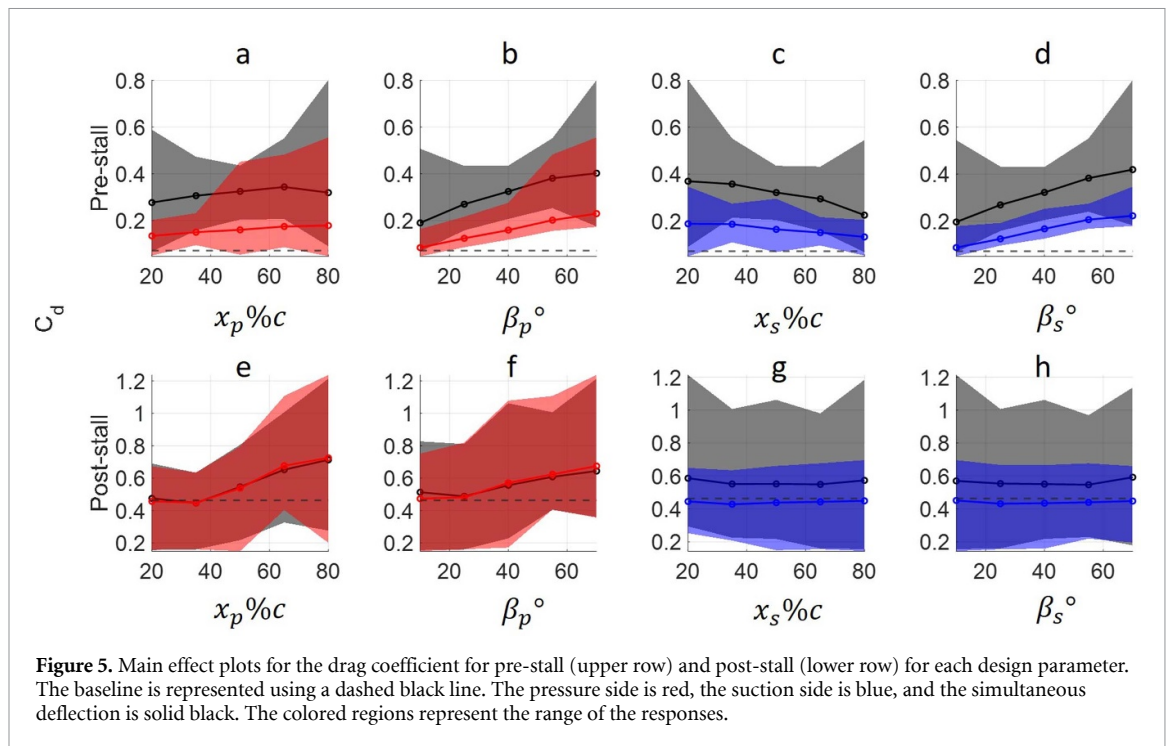 a b c d
0.8 0.8 0.8 0.8
0.6 0.6 0.6 0.6
Pre-stall
0.4 0.4 0.4 0.4
0.2 0.2 0.2 0.2
20 40 60 80 20 40 60 20 40 60 80 20 40 60
C_d
x_p%c β_p° x_s%c β_s°
e f g h
1.2 1.2 1.2 1.2
1 1 1 1
Post-stall
0.8 0.8 0.8 0.8
0.6 0.6 0.6 0.6
0.4 0.4 0.4 0.4
0.2 0.2 0.2 0.2
20 40 60 80 20 40 60 20 40 60 80 20 40 60
x_p%c β_p° x_s%c β_s°
Figure 5. Main effect plots for the drag coefficient for pre-stall (upper row) and post-stall (lower row) for each design parameter.
The baseline is represented using a dashed black line. The pressure side is red, the suction side is blue, and the simultaneous
deflection is solid black. The colored regions represent the range of the responses.